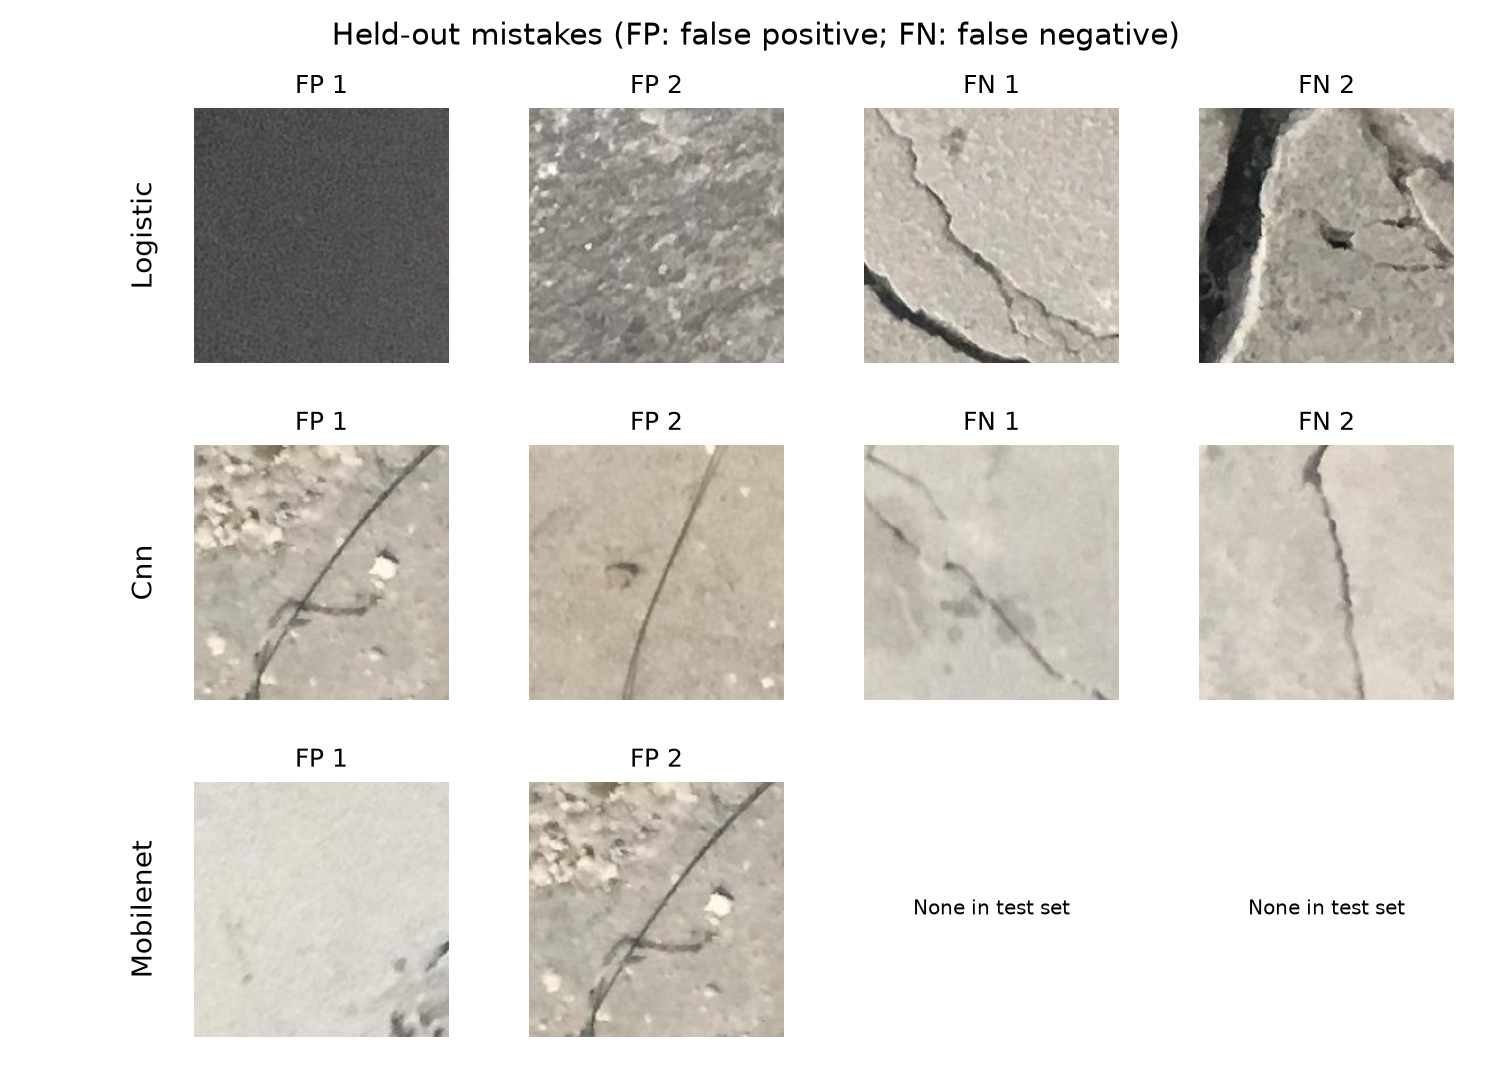 Held-out mistakes (FP: false positive; FN: false negative)
FP 1
FP 2
FN 1
FN 2
Logistic
FP 1
FP 2
FN 1
FN 2
Cnn
FP 1
FP 2
Mobilenet
None in test set
None in test set